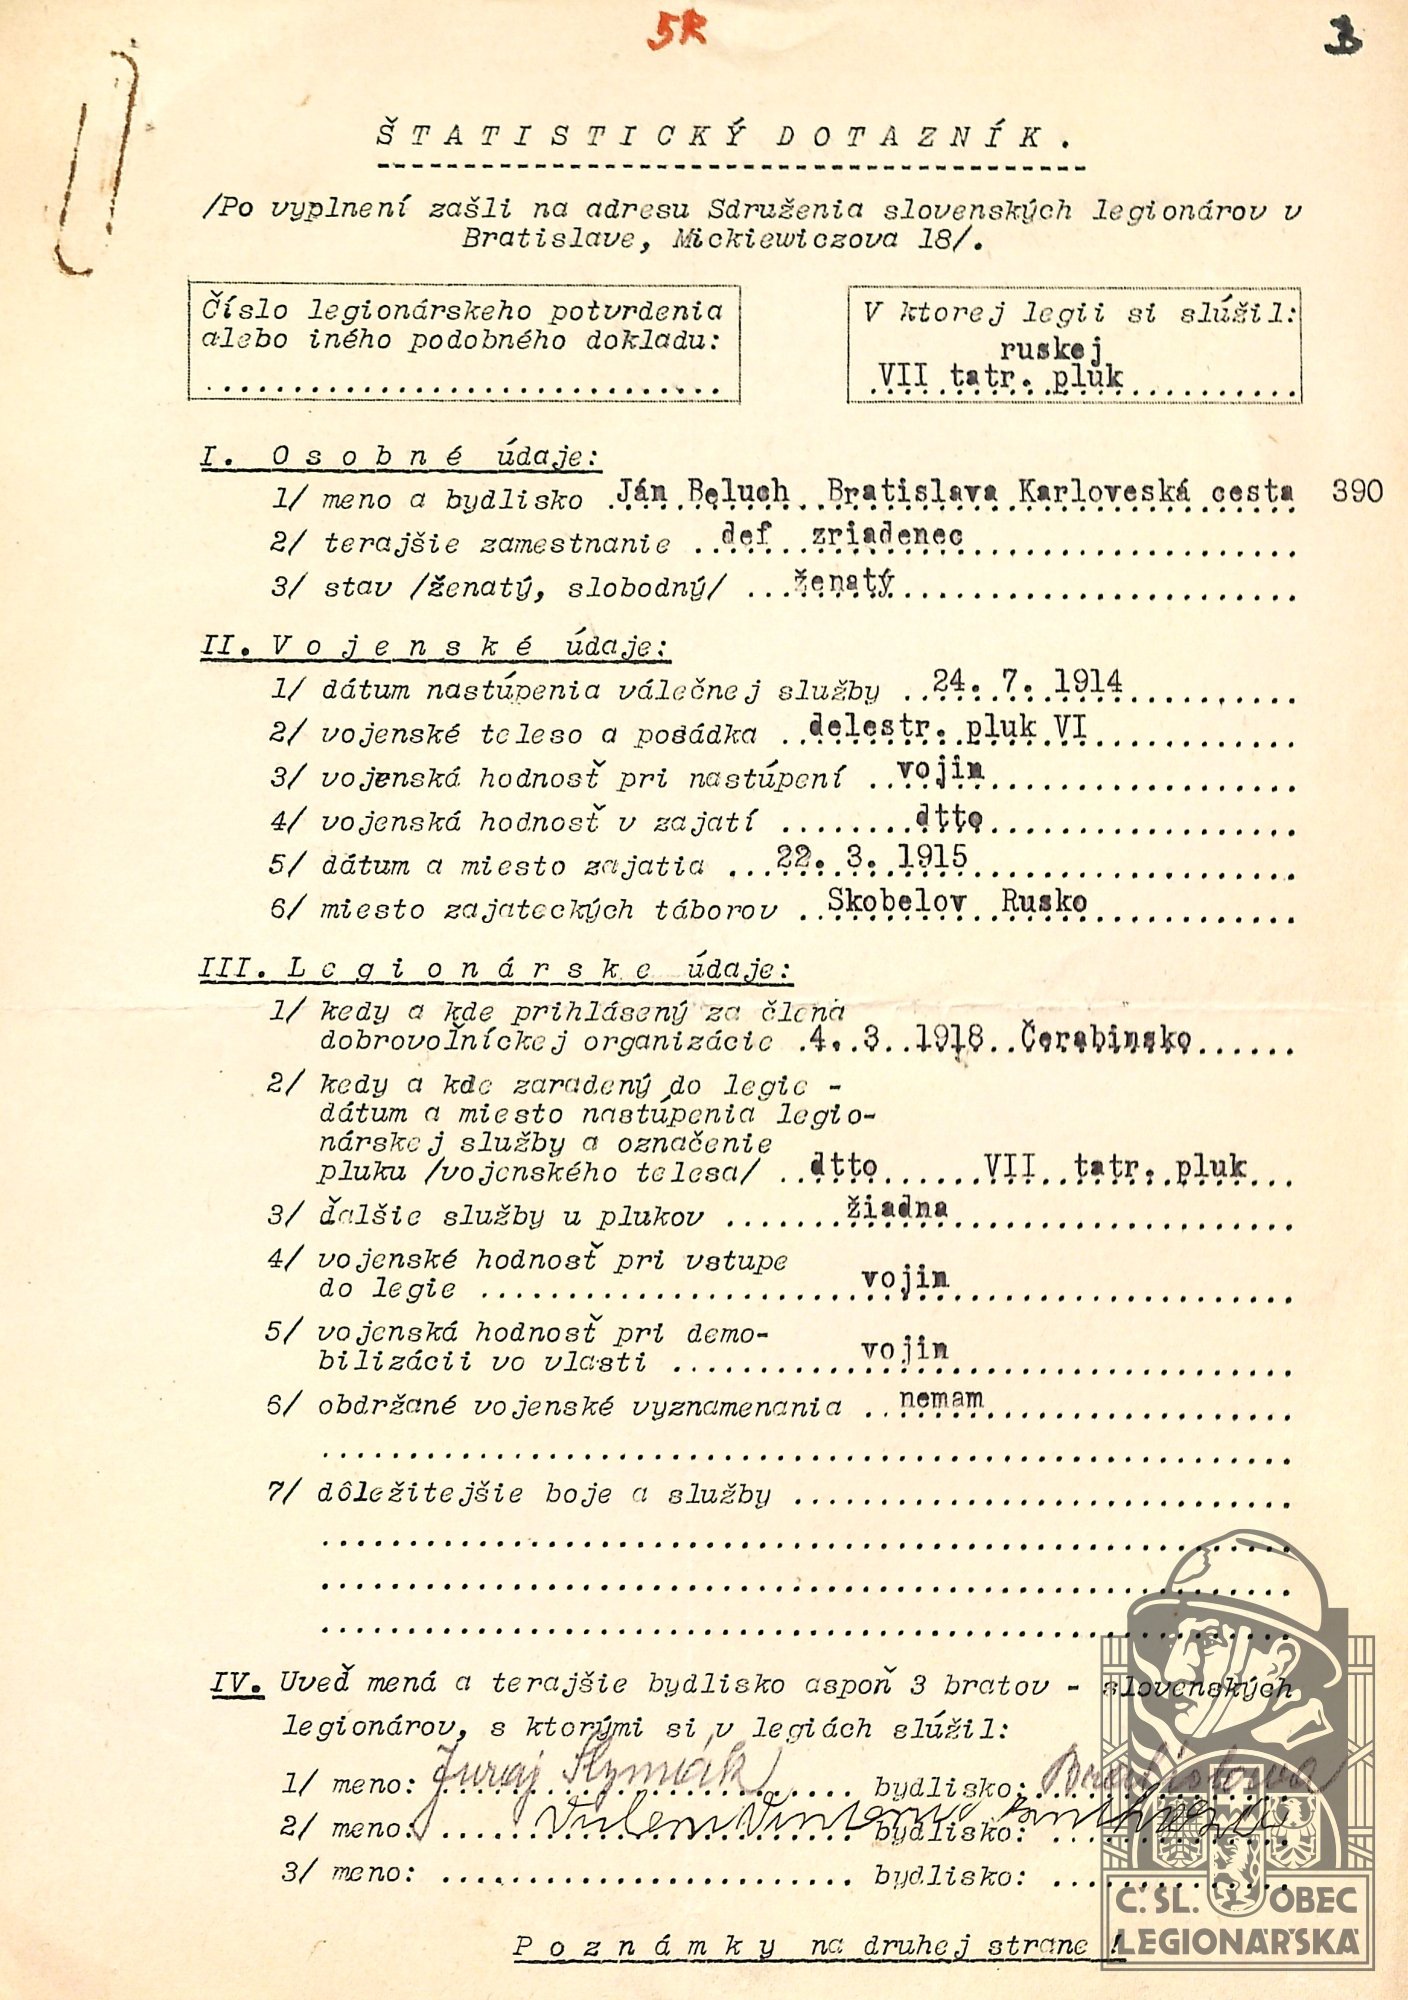 5R
3
ŠTATISTICKÝ DOTAZNÍK.
/Po vyplnení zašli na adresu Sdruženia slovenských legionárov v
Bratislave, Mickiewiczova 18/.
Číslo legionárskeho potvrdenia
alebo iného podobného dokladu:
V ktorej legii si slúžil:
ruskej
VII tatr. pluk
I. Osobné údaje:
1/ meno a bydlisko Ján Beluch Bratislava Karloveská cesta 390
2/ terajšie zamestnanie def zriadenec
3/ stav /ženatý, slobodný/ ženatý
II. Vojenské údaje:
1/ dátum nastúpenia válečnej služby 24. 7. 1914
2/ vojenské teleso a posádka delestr. pluk VI
3/ vojenská hodnosť pri nastúpení vojin
4/ vojenská hodnosť v zajatí dtto
5/ dátum a miesto zajatia 22. 3. 1915
6/ miesto zajateckých táborov Skobelov Rusko
III. Legionárske údaje:
1/ kedy a kde prihlásený za člena
dobrovoľníckej organizácie 4. 3. 1918 Čerabinsko
2/ kedy a kde zaradený do legie -
dátum a miesto nastúpenia legio-
nárskej služby a označenie
pluku /vojenského telesa/ dtto VII tatr. pluk
3/ ďalšie služby u plukov žiadna
4/ vojenské hodnosť pri vstupe
do legie vojin
5/ vojenská hodnosť pri demo-
bilizácii vo vlasti vojin
6/ obdržané vojenské vyznamenania nemam
7/ dôležitejšie boje a služby
IV. Uveď mená a terajšie bydlisko aspoň 3 bratov - slovenských
legionárov, s ktorými si v legiách slúžil:
1/ meno: Juraj bydlisko:
2/ meno: bydlisko:
3/ meno: bydlisko:
Poznámky na druhej strane !
Č. SL. OBEC
LEGIONÁŘSKÁ